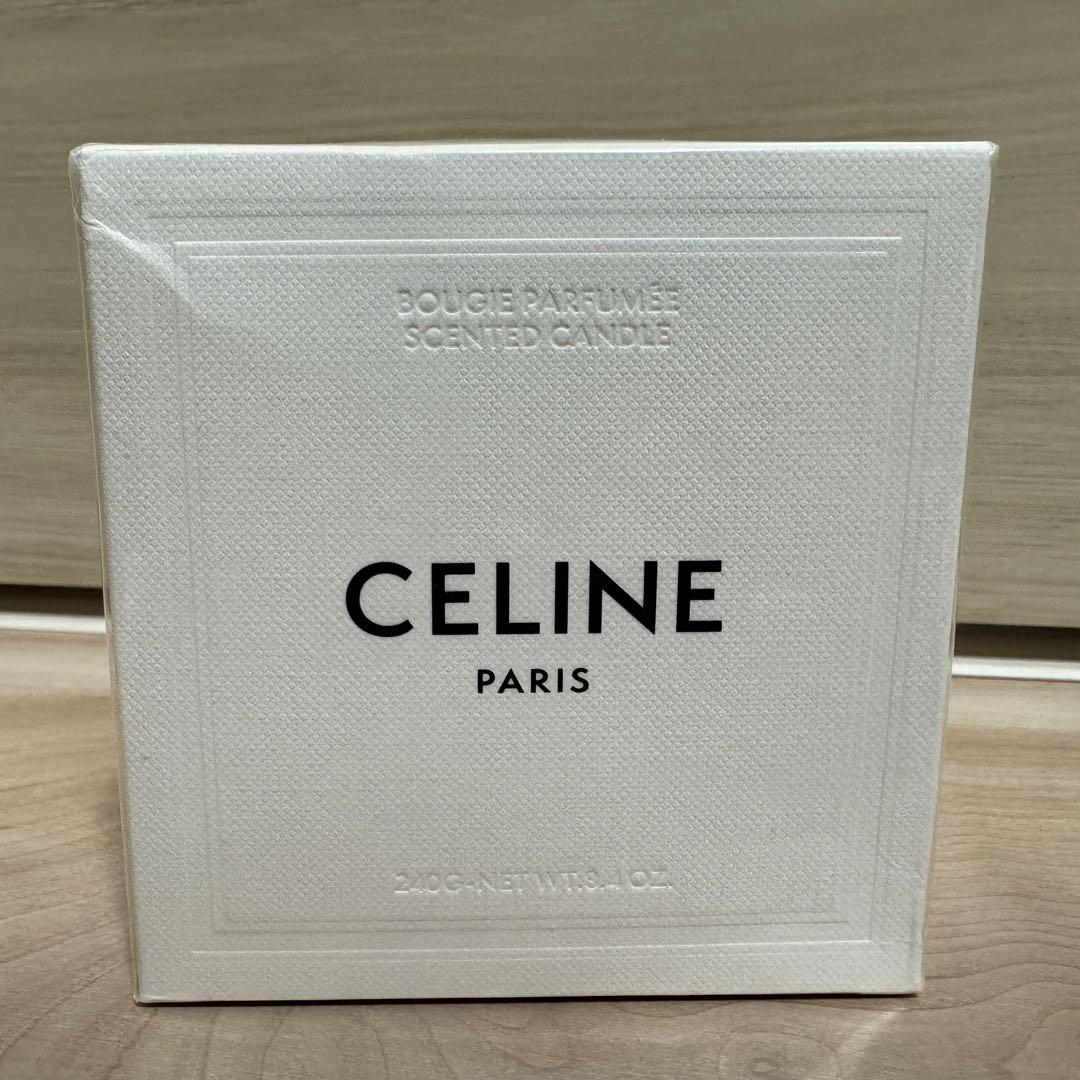 BOUGIE PARFUMÉE
SCENTED CANDLE
CELINE
PARIS
240G-NET WT.8.4 OZ.